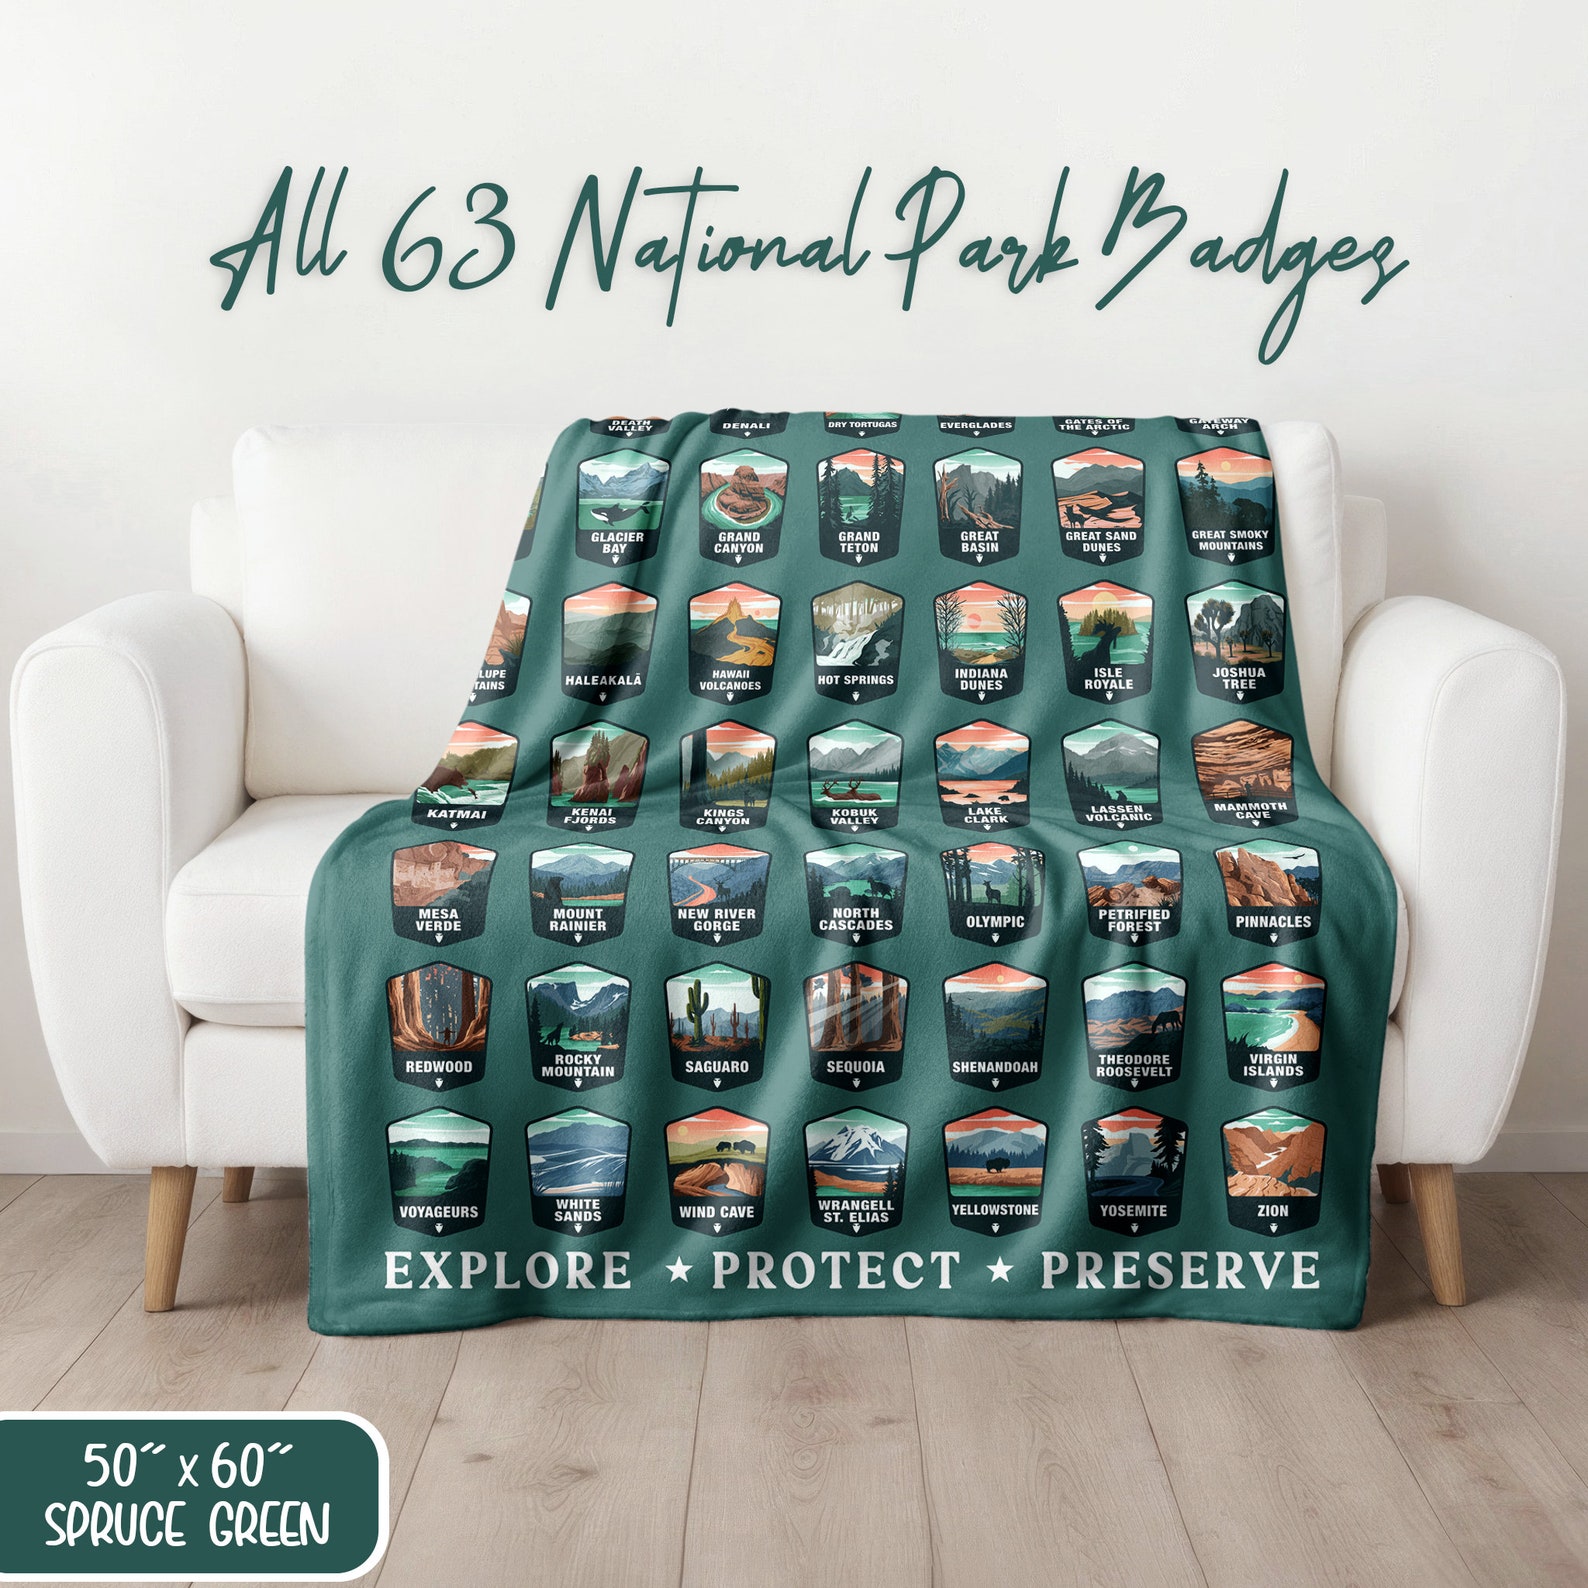 All 63 National Park Badges
DEATH
VALLEY
DENALI
DRY TORTUGAS
EVERGLADES
GATES OF
THE ARCTIC
GATEWAY
ARCH
GLACIER
BAY
GRAND
CANYON
GRAND
TETON
GREAT
BASIN
GREAT SAND
DUNES
GREAT SMOKY
MOUNTAINS
LUPE
TAINS
HALEAKALĀ
HAWAII
VOLCANOES
HOT SPRINGS
INDIANA
DUNES
ISLE
ROYALE
JOSHUA
TREE
KATMAI
KENAI
FJORDS
KINGS
CANYON
KOBUK
VALLEY
LAKE
CLARK
LASSEN
VOLCANIC
MAMMOTH
CAVE
MESA
VERDE
MOUNT
RAINIER
NEW RIVER
GORGE
NORTH
CASCADES
OLYMPIC
PETRIFIED
FOREST
PINNACLES
REDWOOD
ROCKY
MOUNTAIN
SAGUARO
SEQUOIA
SHENANDOAH
THEODORE
ROOSEVELT
VIRGIN
ISLANDS
VOYAGEURS
WHITE
SANDS
WIND CAVE
WRANGELL
ST. ELIAS
YELLOWSTONE
YOSEMITE
ZION
EXPLORE ★ PROTECT ★ PRESERVE
50″ x 60″
SPRUCE GREEN